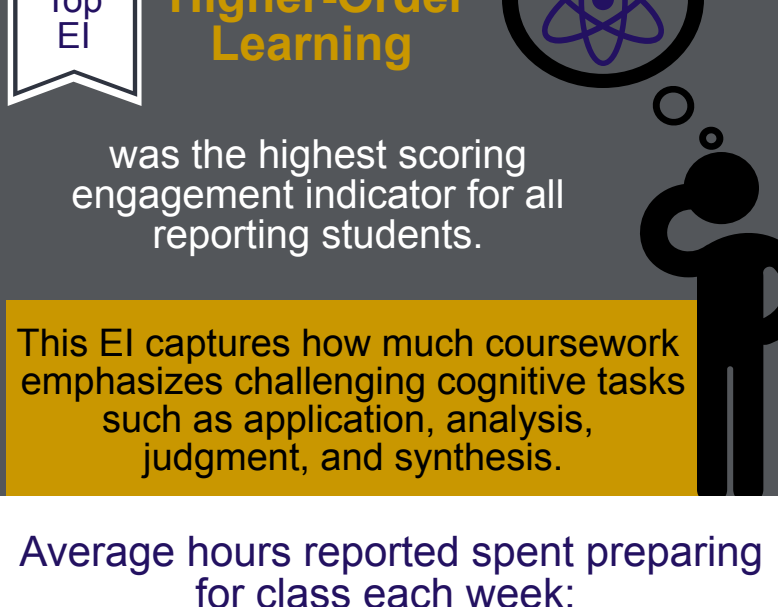 Top
EI
Higher-Order
Learning
was the highest scoring
engagement indicator for all
reporting students.
This EI captures how much coursework
emphasizes challenging cognitive tasks
such as application, analysis,
judgment, and synthesis.
Average hours reported spent preparing
for class each week: